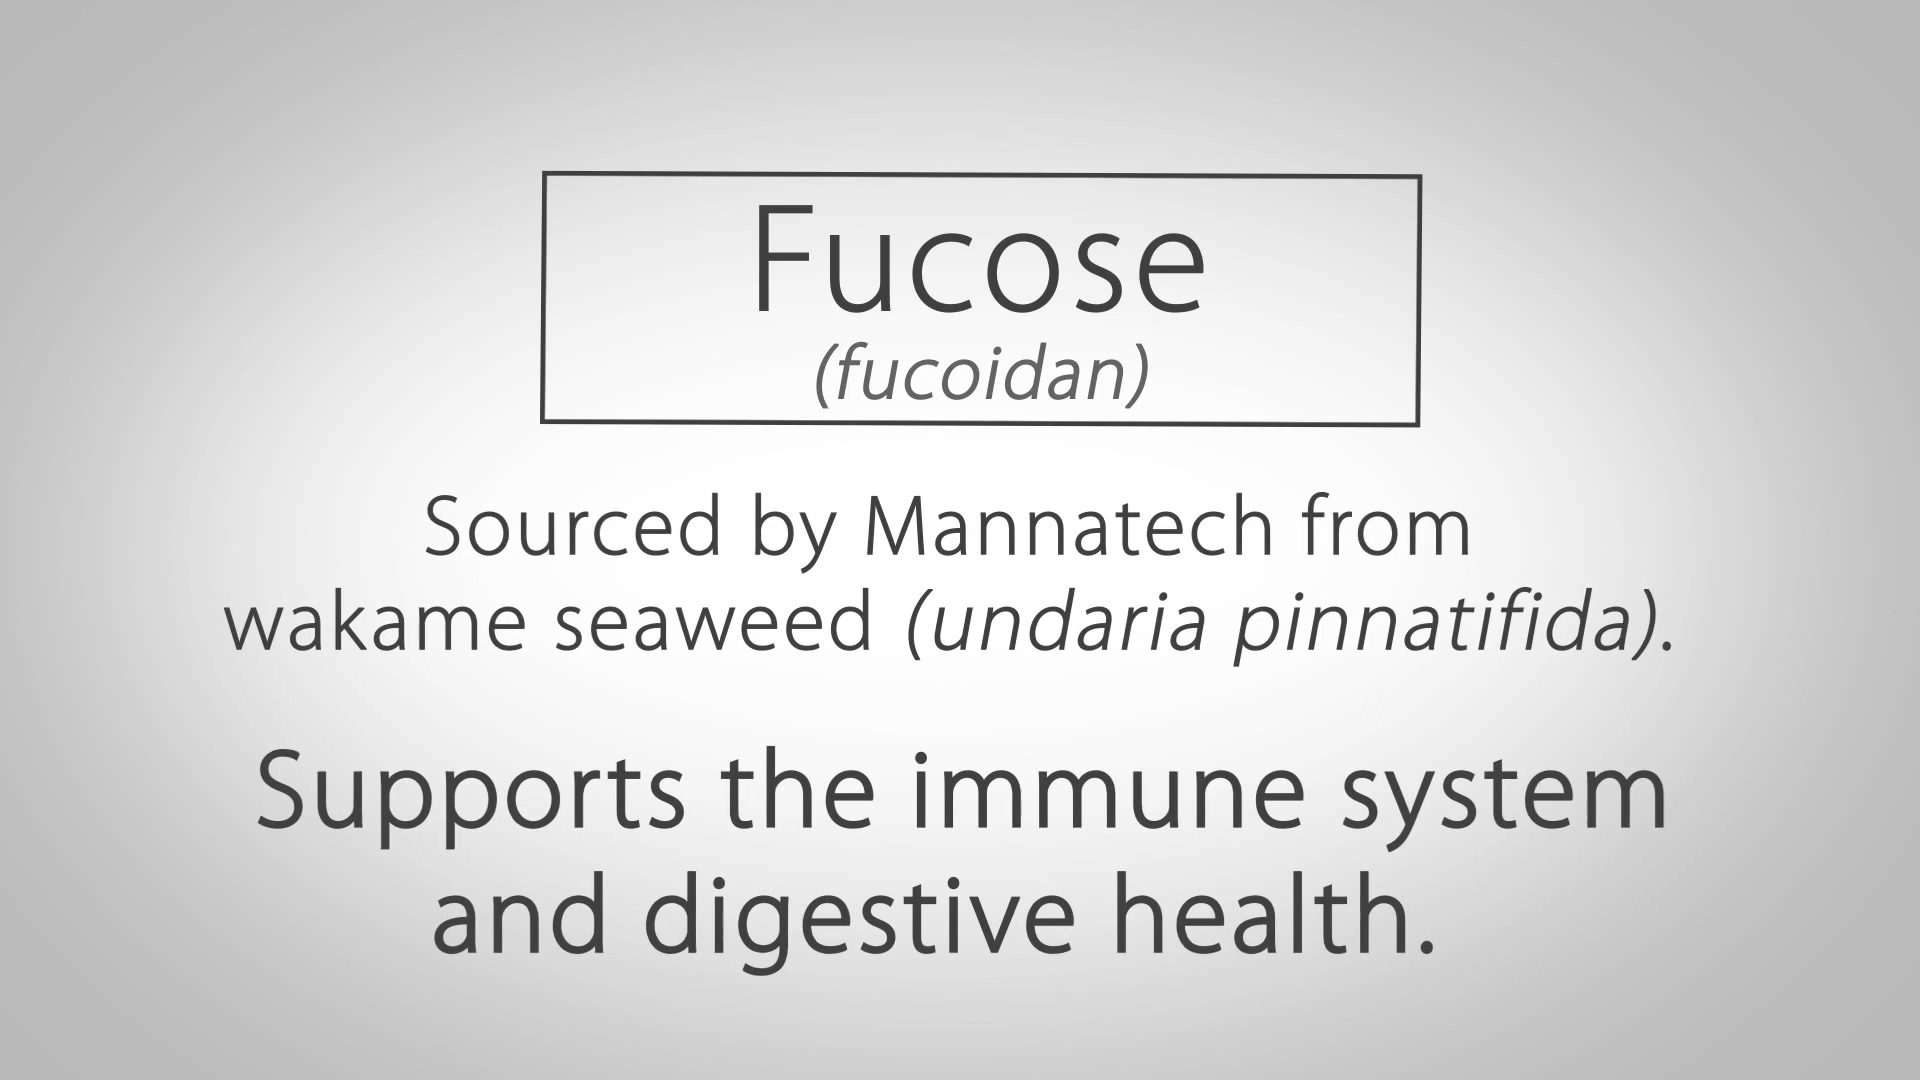 Fucose
(fucoidan)
Sourced by Mannatech from
wakame seaweed (undaria pinnatifida).
Supports the immune system
and digestive health.